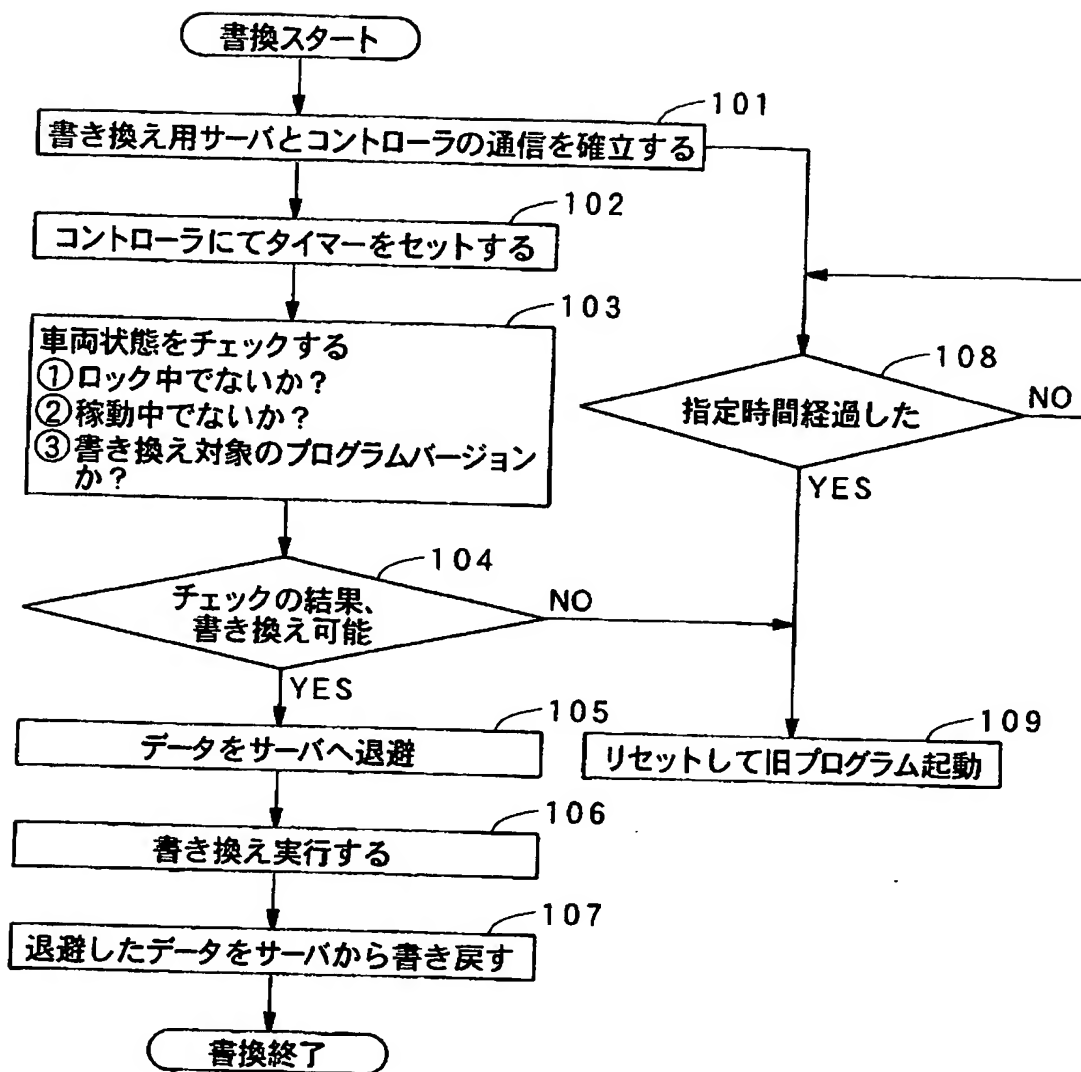 書換スタート
101
書き換え用サーバとコントローラの通信を確立する
102
コントローラにてタイマーをセットする
103
車両状態をチェックする
①ロック中でないか?
②稼動中でないか?
③書き換え対象のプログラムバージョン
か?
104
チェックの結果、
書き換え可能
NO
YES
105
データをサーバへ退避
106
書き換え実行する
107
退避したデータをサーバから書き戻す
書換終了
108
指定時間経過した
NO
YES
109
リセットして旧プログラム起動